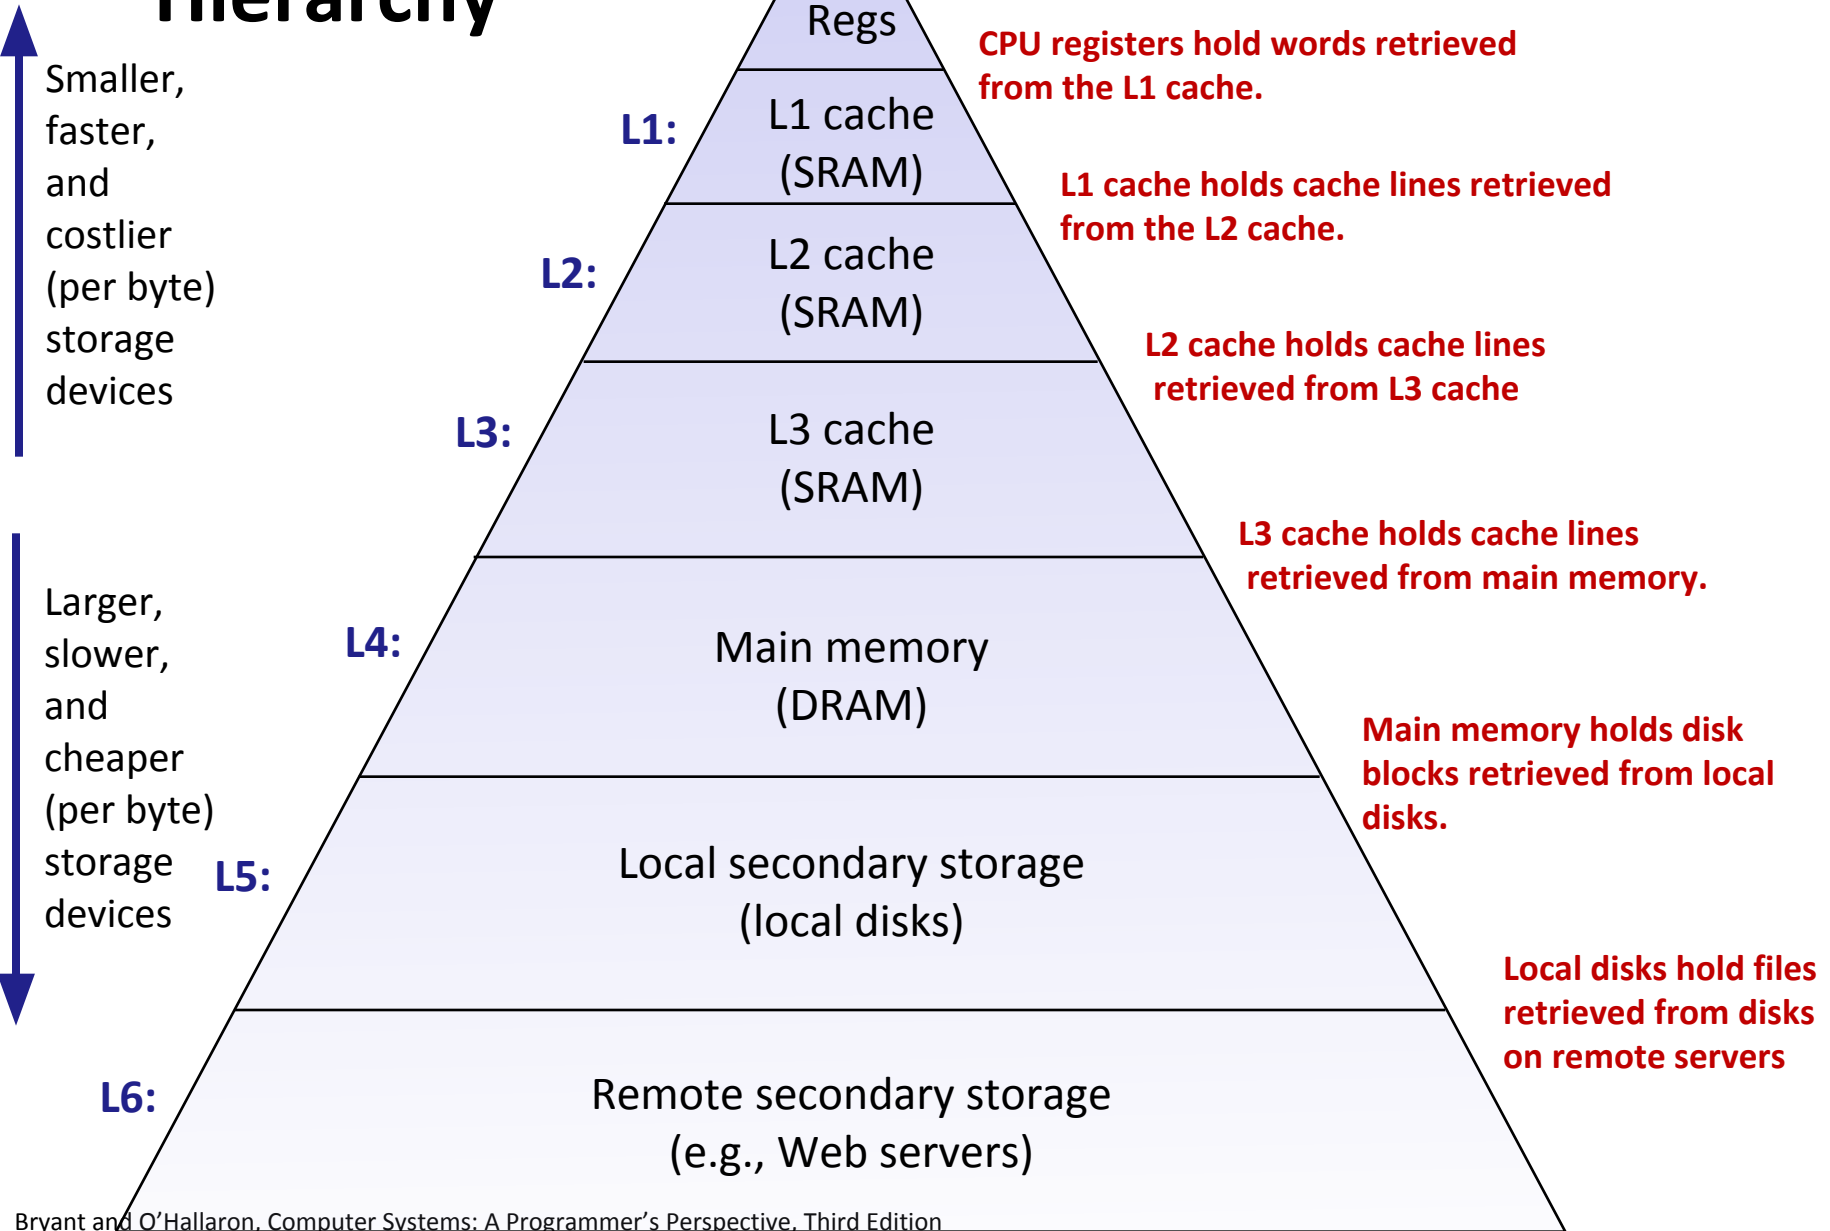 Hierarchy
Smaller,
faster,
and
costlier
(per byte)
storage
devices
Larger,
slower,
and
cheaper
(per byte)
storage
devices
Regs
CPU registers hold words retrieved
from the L1 cache.
L1:
L1 cache
(SRAM)
L1 cache holds cache lines retrieved
from the L2 cache.
L2:
L2 cache
(SRAM)
L2 cache holds cache lines
retrieved from L3 cache
L3:
L3 cache
(SRAM)
L3 cache holds cache lines
retrieved from main memory.
L4:
Main memory
(DRAM)
Main memory holds disk
blocks retrieved from local
disks.
L5:
Local secondary storage
(local disks)
Local disks hold files
retrieved from disks
on remote servers
L6:
Remote secondary storage
(e.g., Web servers)
Bryant and O’Hallaron, Computer Systems: A Programmer’s Perspective, Third Edition